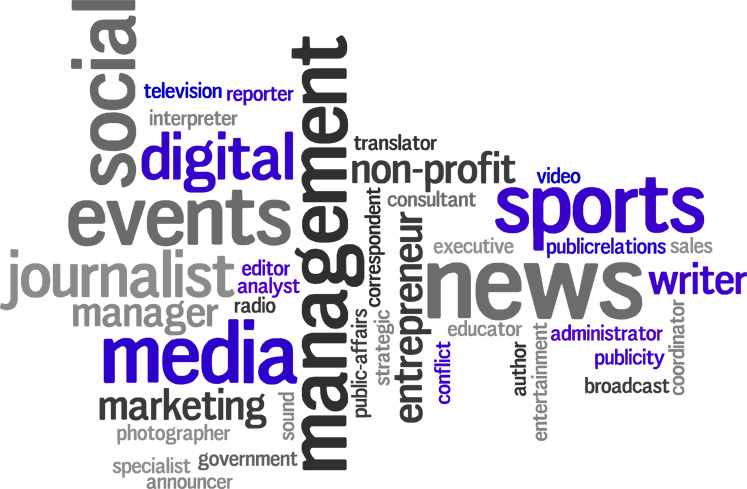 social
television
reporter
interpreter
digital
events
journalist
manager
editor
analyst
radio
media
marketing
photographer
sound
specialist
government
announcer
management
translator
non-profit
consultant
correspondent
entrepreneur
public-affairs
strategic
video
sports
executive
publicrelations
sales
news
writer
educator
conflict
author
entertainment
administrator
publicity
coordinator
broadcast